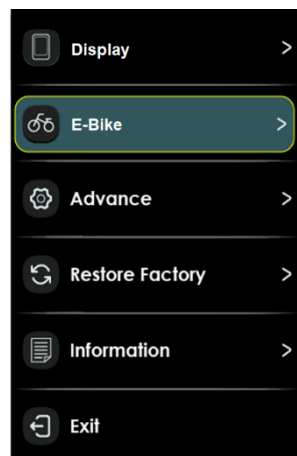 Display >
E-Bike >
Advance >
Restore Factory >
Information >
Exit